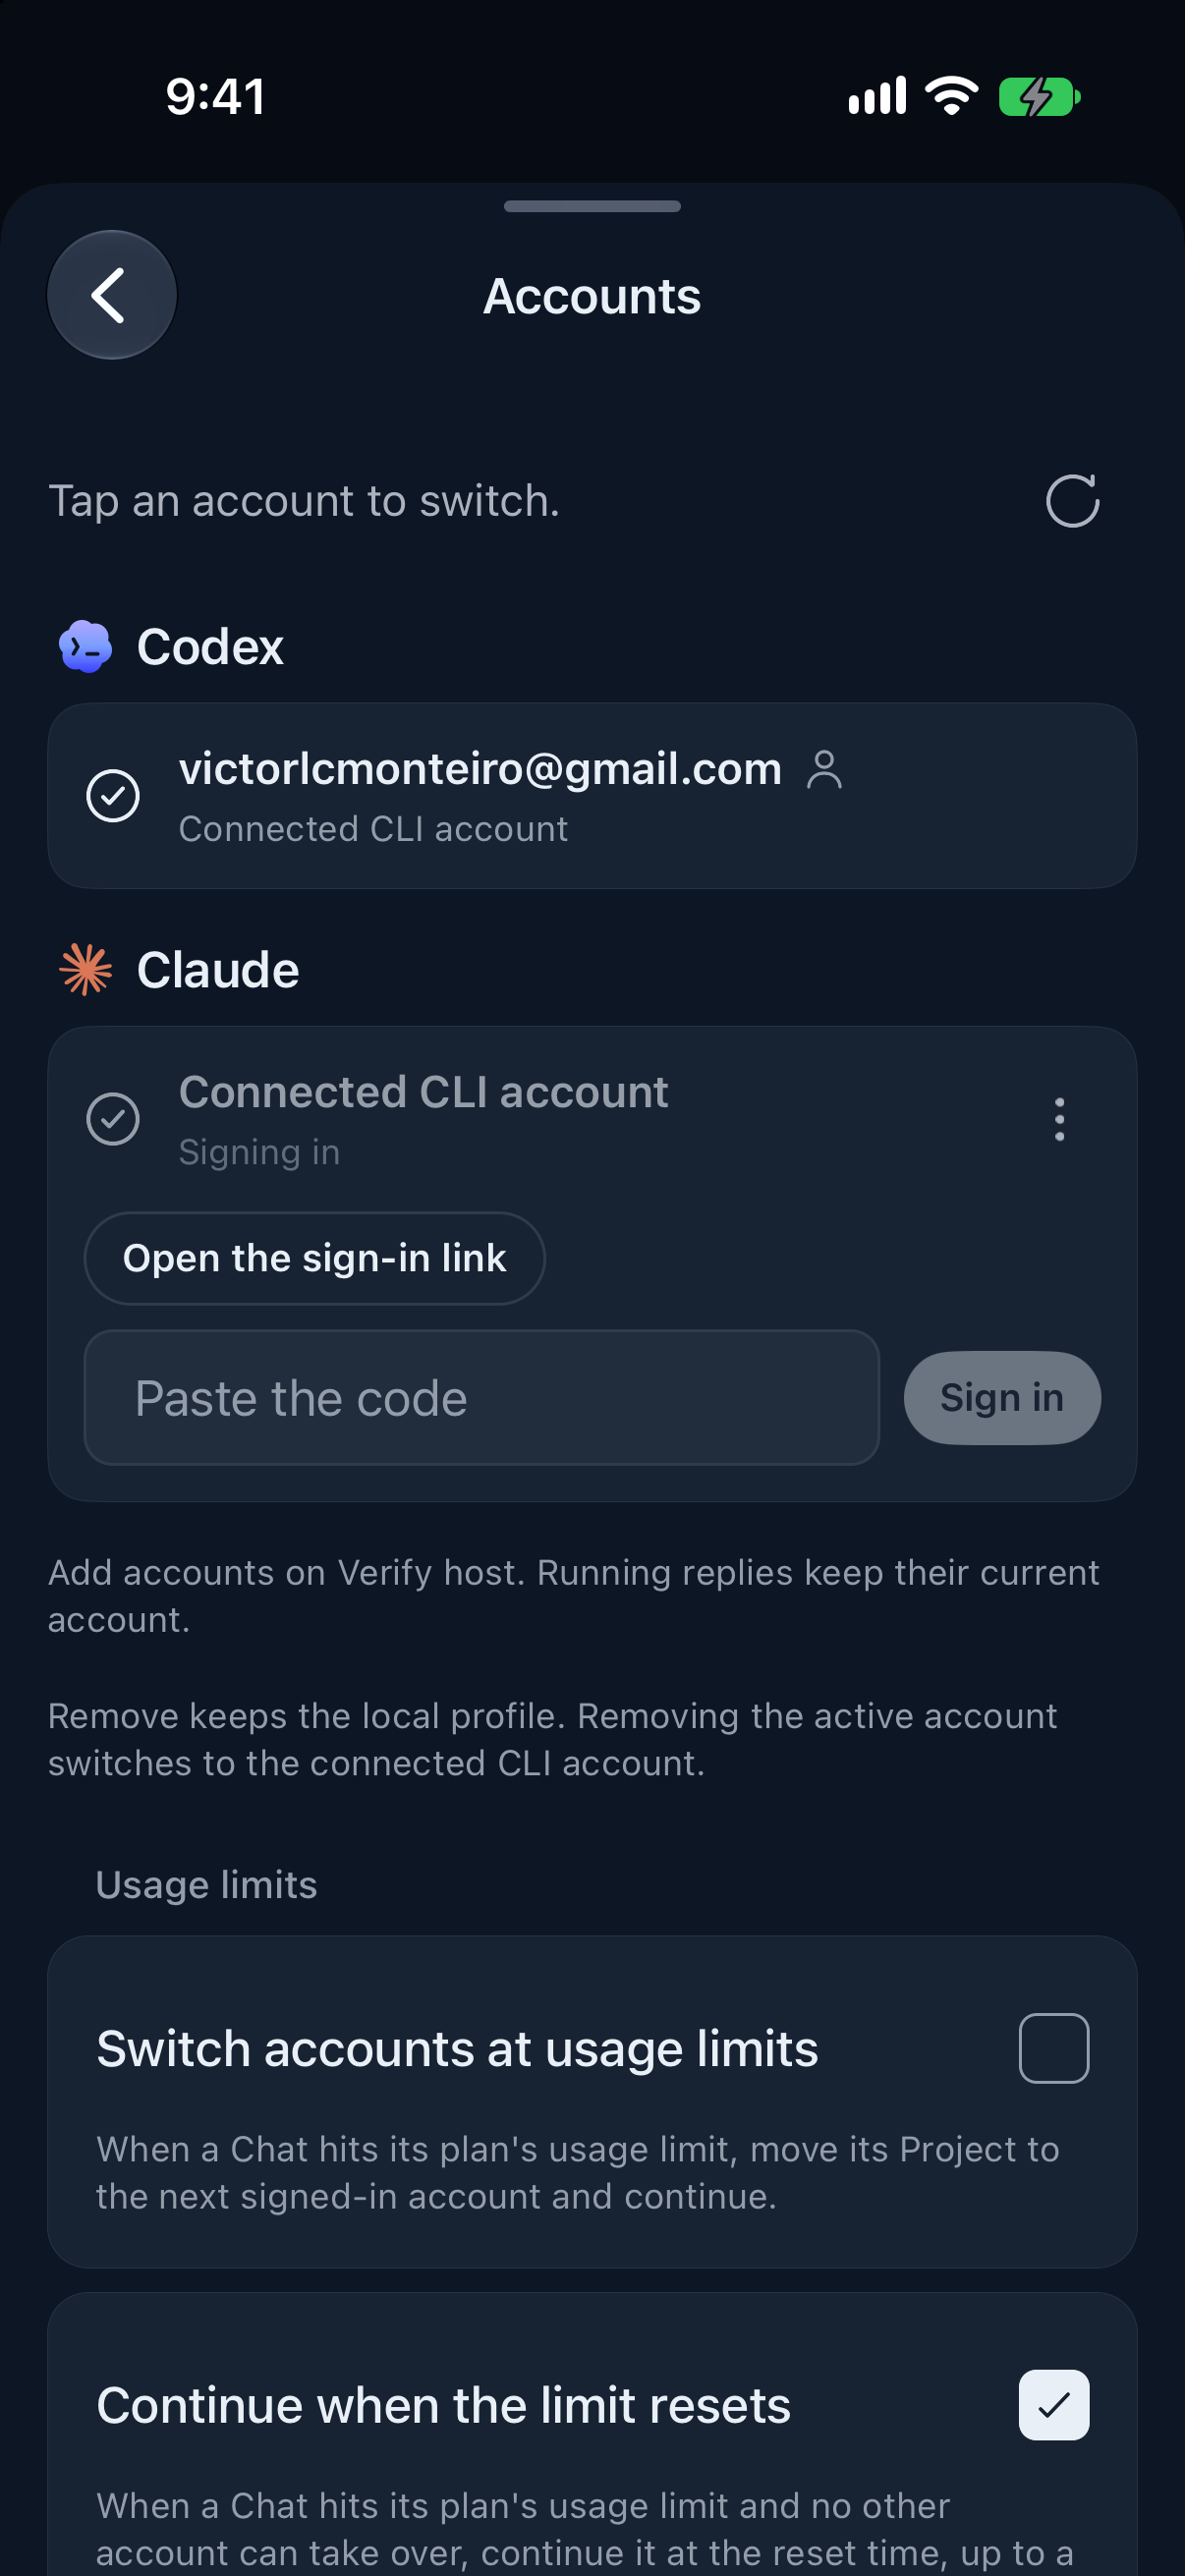 9:41
Accounts
Tap an account to switch.
Codex
victorlcmonteiro@gmail.com
Connected CLI account
Claude
Connected CLI account
Signing in
Open the sign-in link
Paste the code
Sign in
Add accounts on Verify host. Running replies keep their current
account.
Remove keeps the local profile. Removing the active account
switches to the connected CLI account.
Usage limits
Switch accounts at usage limits
When a Chat hits its plan's usage limit, move its Project to
the next signed-in account and continue.
Continue when the limit resets
When a Chat hits its plan's usage limit and no other
account can take over, continue it at the reset time, up to a